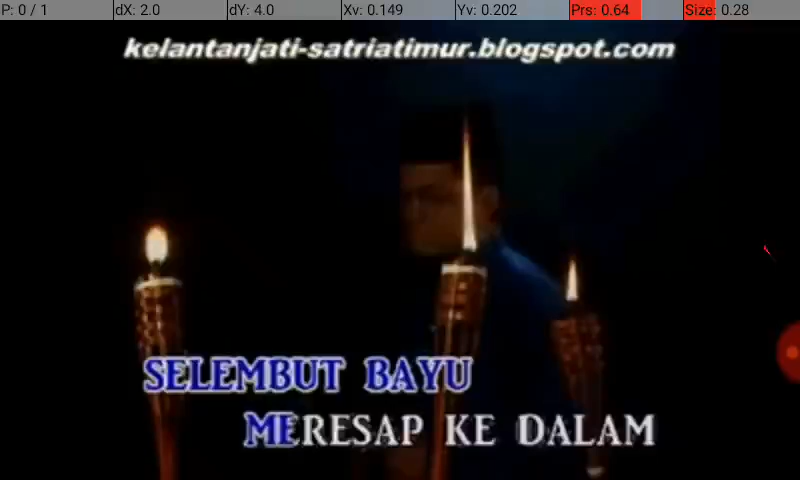 P: 0 / 1 dX: 2.0 dY: 4.0 Xv: 0.149 Yv: 0.202 Prs: 0.64 Size: 0.28
kelantanjati-satriatimur.blogspot.com
SELEMBUT BAYU
MERESAP KE DALAM